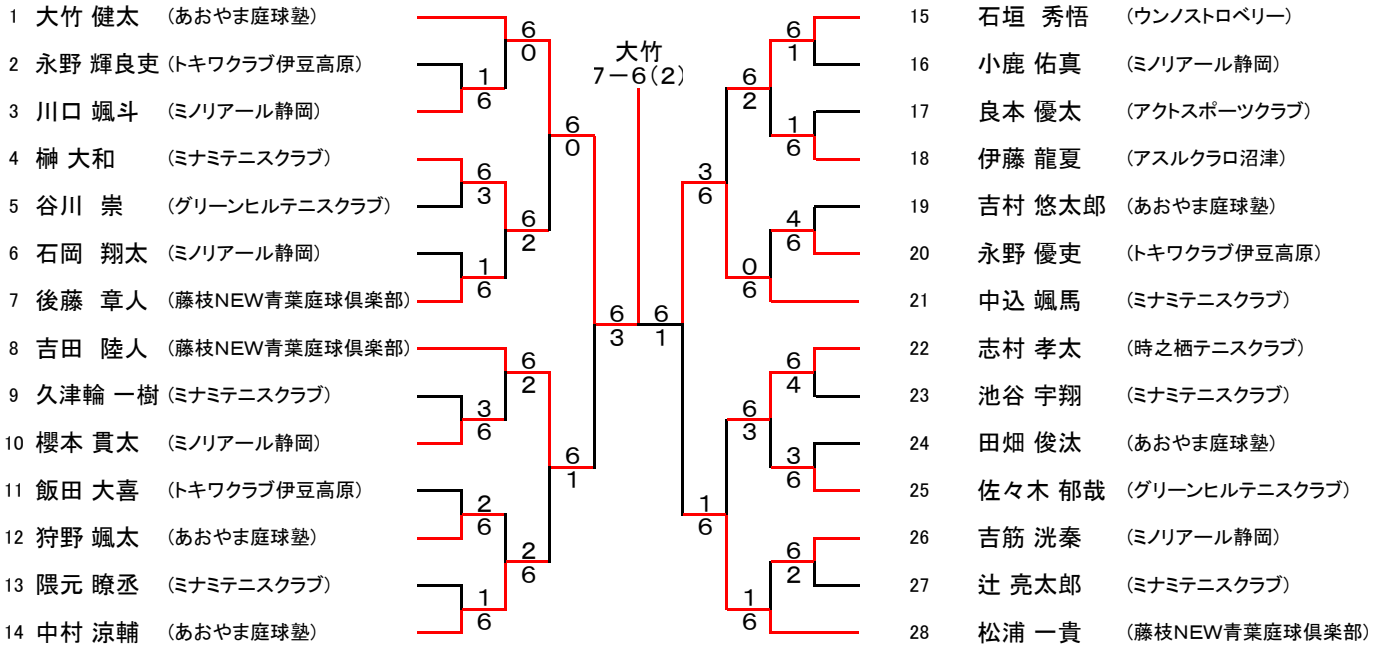 1 大竹 健太 (あおやま庭球塾)
2 永野 輝良吏 (トキワクラブ伊豆高原)
3 川口 颯斗 (ミノリアール静岡)
4 榊 大和 (ミナミテニスクラブ)
5 谷川 崇 (グリーンヒルテニスクラブ)
6 石岡 翔太 (ミノリアール静岡)
7 後藤 章人 (藤枝NEW青葉庭球倶楽部)
8 吉田 陸人 (藤枝NEW青葉庭球倶楽部)
9 久津輪 一樹 (ミナミテニスクラブ)
10 櫻本 貫太 (ミノリアール静岡)
11 飯田 大喜 (トキワクラブ伊豆高原)
12 狩野 颯太 (あおやま庭球塾)
13 隈元 瞭丞 (ミナミテニスクラブ)
14 中村 涼輔 (あおやま庭球塾)
1
6
6
3
1
6
3
6
2
6
1
6
6
0
6
2
6
2
2
6
6
0
6
1
6
3
大竹
7-6(2)
6
1
3
6
1
6
6
2
0
6
6
3
1
6
6
1
1
6
4
6
6
4
3
6
6
2
15 石垣 秀悟 (ウンノストロベリー)
16 小鹿 佑真 (ミノリアール静岡)
17 良本 優太 (アクトスポーツクラブ)
18 伊藤 龍夏 (アスルクラロ沼津)
19 吉村 悠太郎 (あおやま庭球塾)
20 永野 優吏 (トキワクラブ伊豆高原)
21 中込 颯馬 (ミナミテニスクラブ)
22 志村 孝太 (時之栖テニスクラブ)
23 池谷 宇翔 (ミナミテニスクラブ)
24 田畑 俊汰 (あおやま庭球塾)
25 佐々木 郁哉 (グリーンヒルテニスクラブ)
26 吉筋 洸秦 (ミノリアール静岡)
27 辻 亮太郎 (ミナミテニスクラブ)
28 松浦 一貴 (藤枝NEW青葉庭球倶楽部)